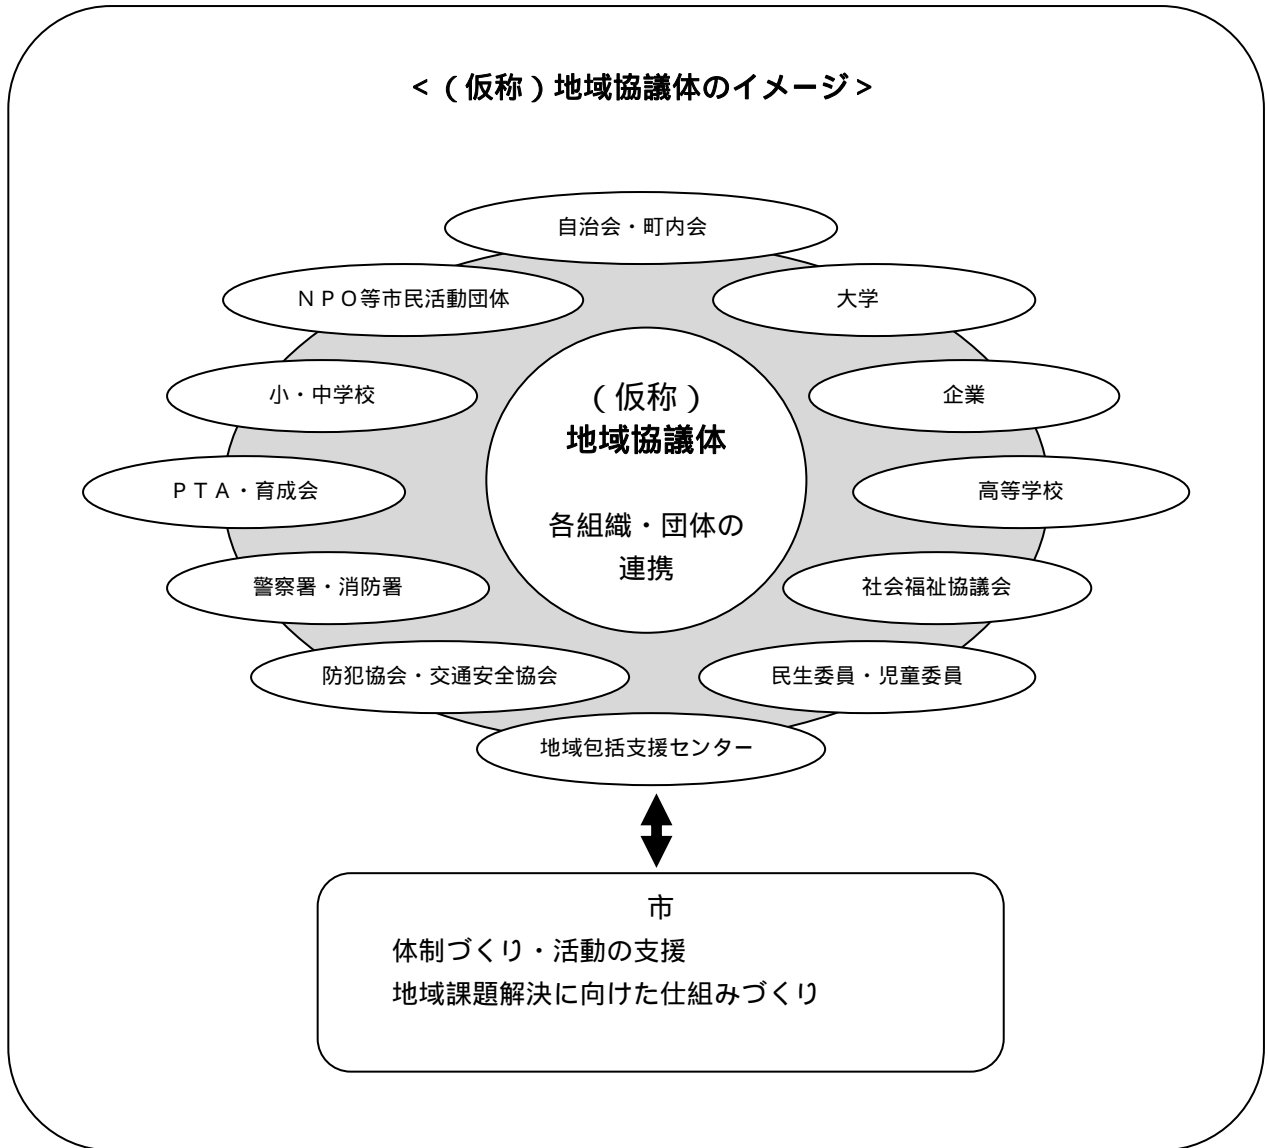 <（仮称）地域協議体のイメージ>
自治会・町内会
ＮＰＯ等市民活動団体
大学
小・中学校
企業
（仮称）
地域協議体
各組織・団体の
連携
ＰＴＡ・育成会
高等学校
警察署・消防署
社会福祉協議会
防犯協会・交通安全協会
民生委員・児童委員
地域包括支援センター
市
体制づくり・活動の支援
地域課題解決に向けた仕組みづくり